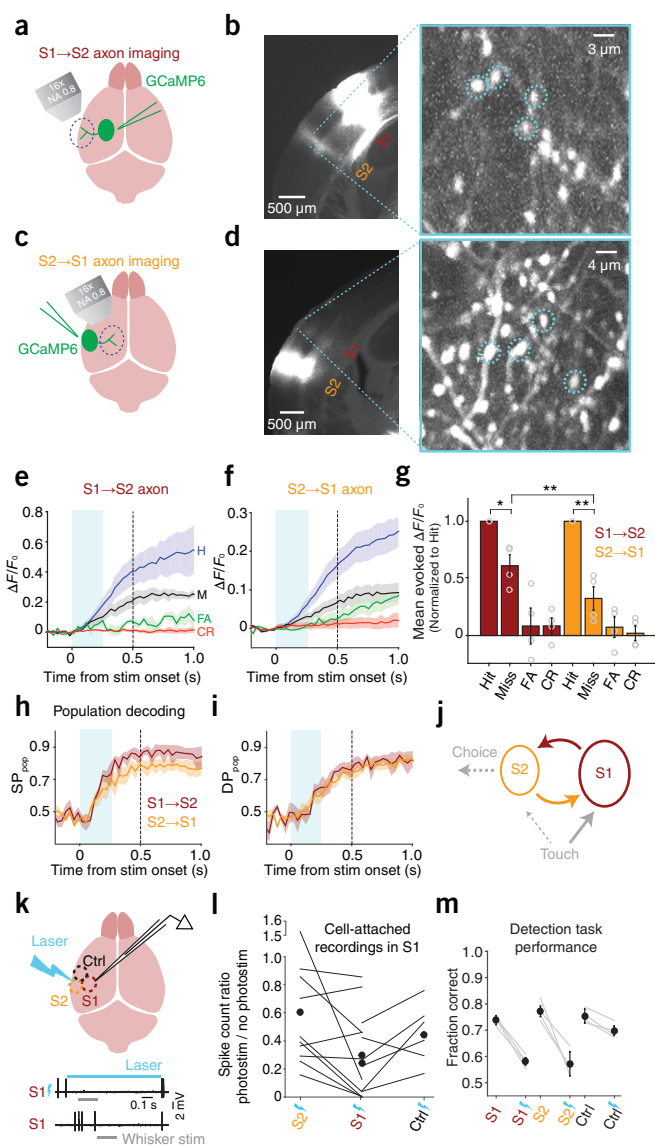 a
S1→S2 axon imaging
GCaMP6
16x
NA 0.8
b
S1
S2
500 µm
3 µm
c
S2→S1 axon imaging
16x
NA 0.8
GCaMP6
d
S1
S2
500 µm
4 µm
e
S1→S2 axon
ΔF/F0
0.8
0.6
0.4
0.2
0
H
M
FA
CR
0
0.5
1.0
Time from stim onset (s)
f
S2→S1 axon
ΔF/F0
0.3
0.2
0.1
0
0
0.5
1.0
Time from stim onset (s)
g
Mean evoked ΔF/F0
(Normalized to Hit)
1.0
0.5
0
*
**
**
S1→S2
S2→S1
Hit
Miss
FA
CR
Hit
Miss
FA
CR
h
Population decoding
SPpop
0.9
0.7
0.5
S1→S2
S2→S1
0
0.5
1.0
Time from stim onset (s)
i
DPpop
0.9
0.7
0.5
0
0.5
1.0
Time from stim onset (s)
j
Choice
S2
S1
Touch
k
Laser
Ctrl
S2
S1
Laser
S1
0.1 s
2 mV
S1
Whisker stim
l
Cell-attached
recordings in S1
Spike count ratio
photostim / no photostim
1.6
1.4
1.2
1.0
0.8
0.6
0.4
0.2
0
S2
S1
Ctrl
m
Detection task
performance
Fraction correct
1.0
0.9
0.8
0.7
0.6
0.5
S1
S1
S2
S2
Ctrl
Ctrl